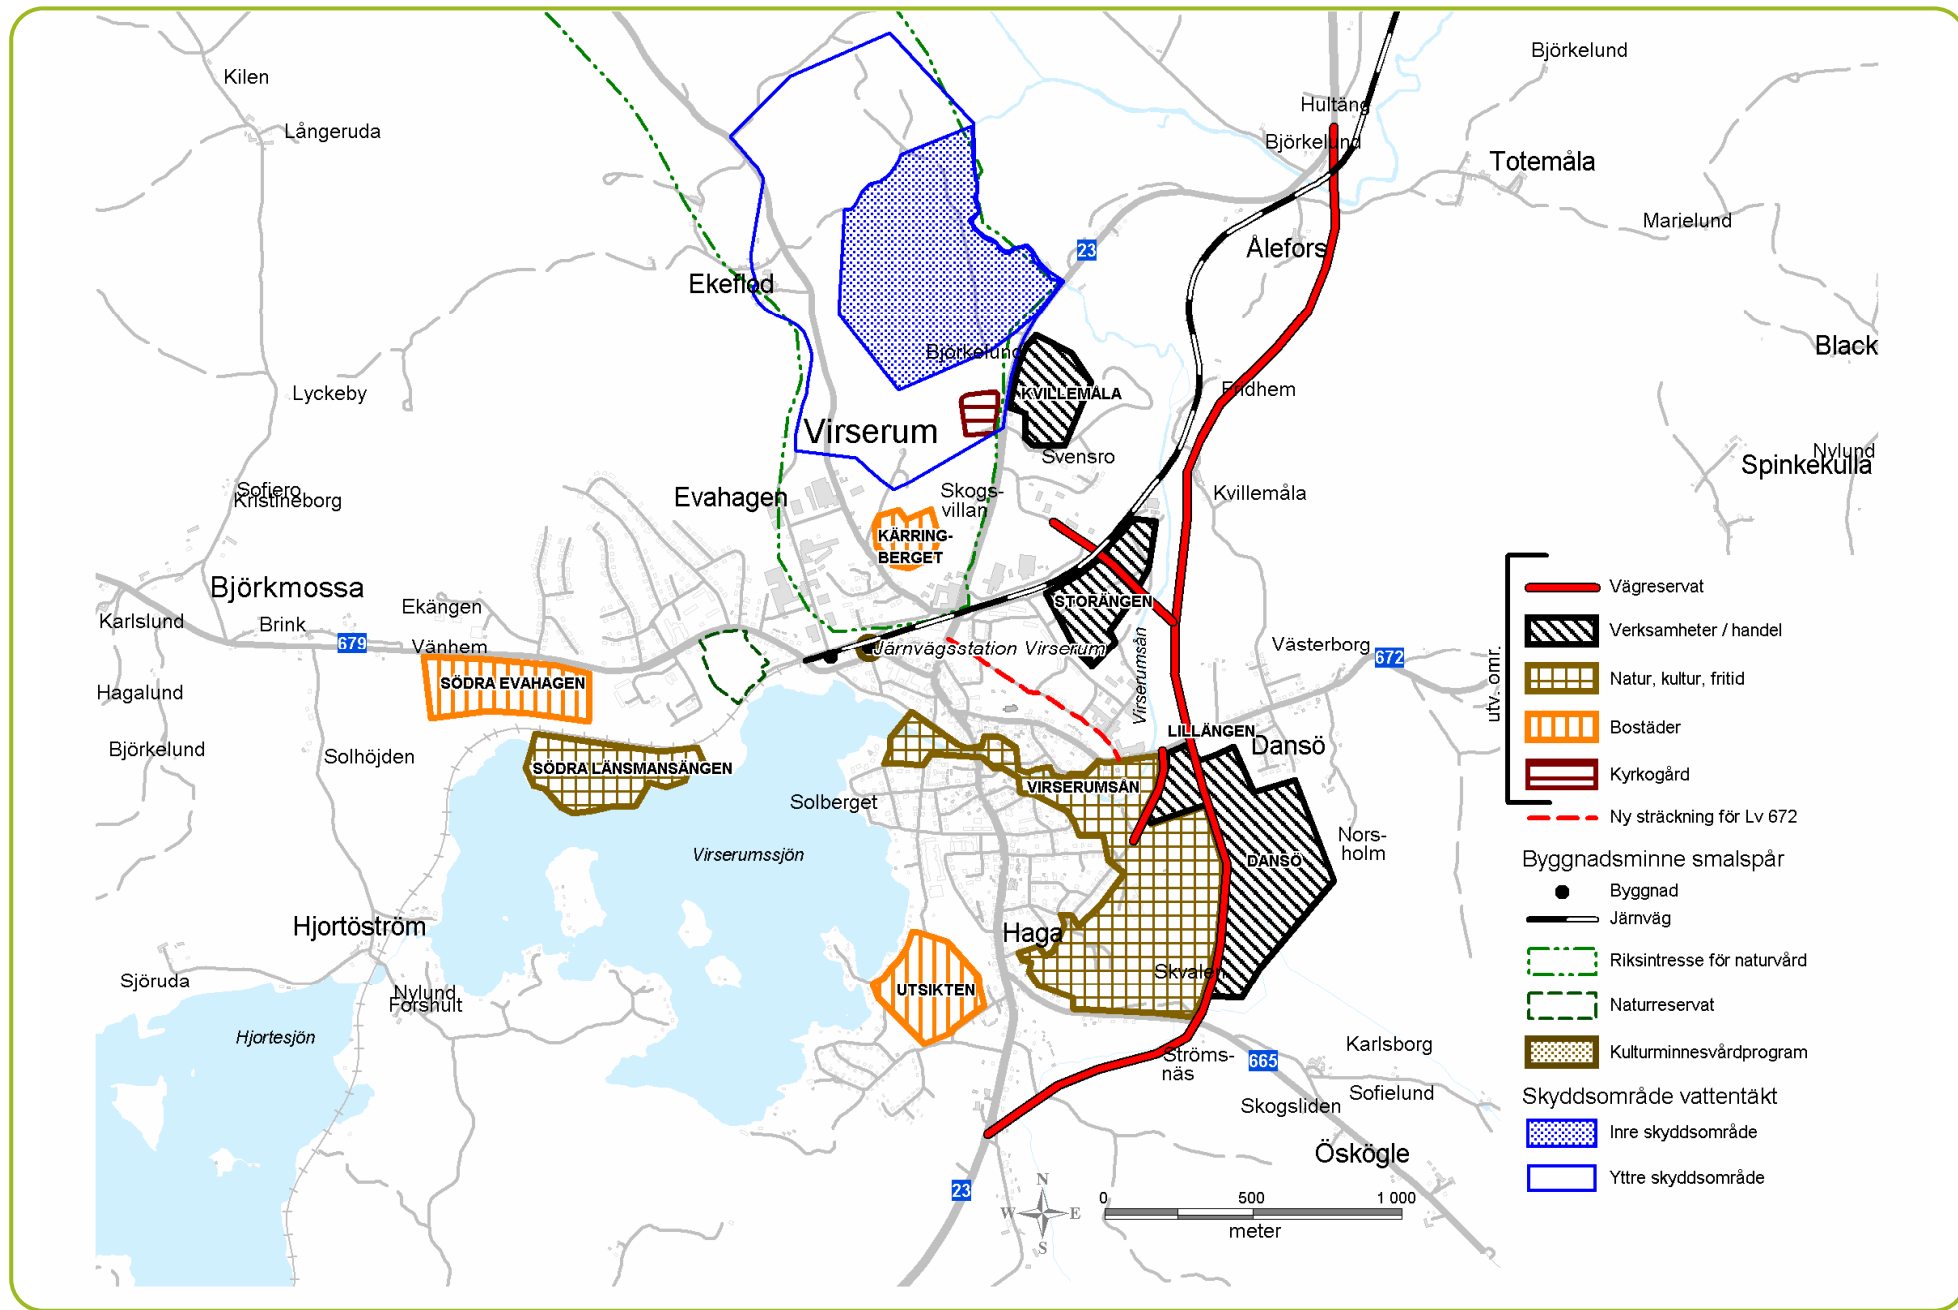 Björkelund
Kilen
Hultäng
Långeruda
Björkelund
Totemåla
Marielund
Ålefors
23
Ekeflod
Black
Björkelund
Lyckeby
Fridhem
KVILLEMÅLA
Virserum
Svensro
Nylund
Spinkekulla
Sofiero
Kristineborg
Evahagen
Skogs-
villan
Kvillemåla
KÄRRING-
BERGET
Björkmossa
Ekängen
STORÄNGEN
Karlslund
Brink
679
Vänhem
Järnvägsstation Virserum
Virserumsån
Västerborg
672
SÖDRA EVAHAGEN
Hagalund
LILLÄNGEN
Dansö
Björkelund
Solhöjden
SÖDRA LÄNSMANSÄNGEN
VIRSERUMSÅN
Solberget
Virserumssjön
Nors-
holm
DANSÖ
Hjortöström
Haga
Skvalen
Sjöruda
Nylund
Forshult
UTSIKTEN
Hjortesjön
Ströms-
näs
665
Karlsborg
Sofielund
Skogsliden
Öskögle
23
N
W E
S
0 500 1 000
meter
utv. omr.
Vägreservat
Verksamheter / handel
Natur, kultur, fritid
Bostäder
Kyrkogård
Ny sträckning för Lv 672
Byggnadsminne smalspår
Byggnad
Järnväg
Riksintresse för naturvård
Naturreservat
Kulturminnesvårdprogram
Skyddsområde vattentäkt
Inre skyddsområde
Yttre skyddsområde